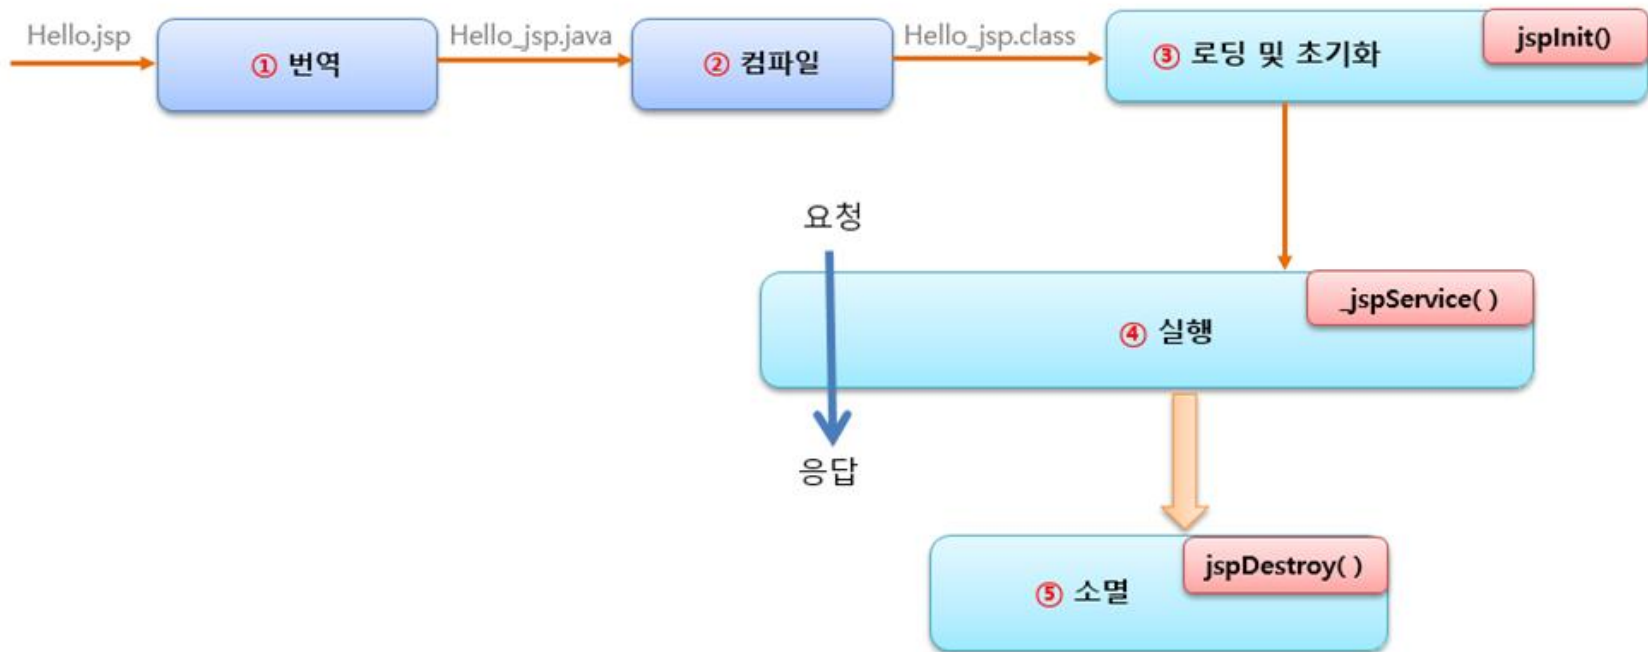 Hello.jsp
① 번역
Hello_jsp.java
② 컴파일
Hello_jsp.class
③ 로딩 및 초기화
jspInit()
요청
_jspService( )
④ 실행
응답
jspDestroy( )
⑤ 소멸